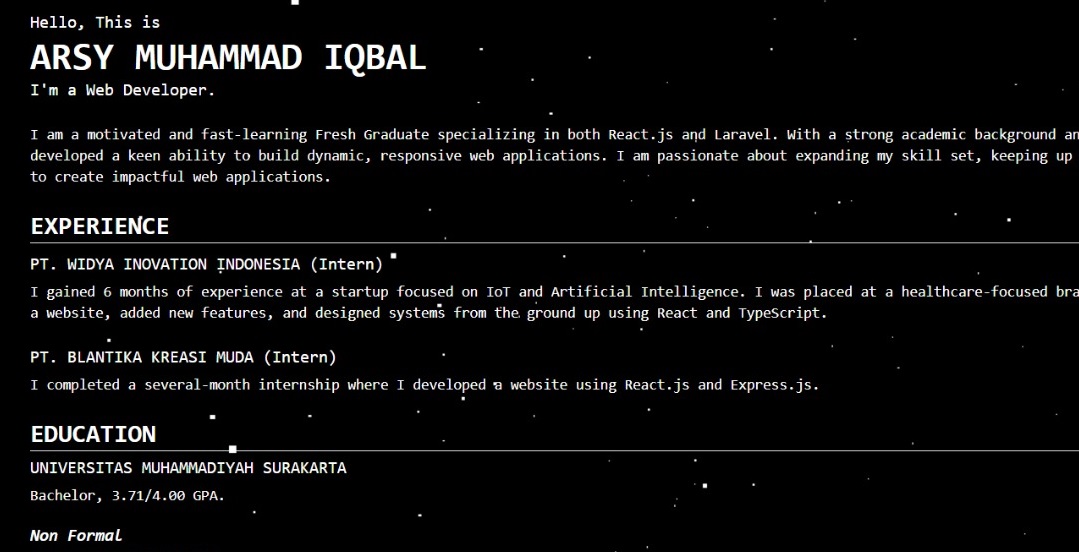 Hello, This is
ARSY MUHAMMAD IQBAL
I'm a Web Developer.
I am a motivated and fast-learning Fresh Graduate specializing in both React.js and Laravel. With a strong academic background
developed a keen ability to build dynamic, responsive web applications. I am passionate about expanding my skill set, keeping up
to create impactful web applications.
EXPERIENCE
PT. WIDYA INOVATION INDONESIA (Intern)
I gained 6 months of experience at a startup focused on IoT and Artificial Intelligence. I was placed at a healthcare-focused
a website, added new features, and designed systems from the ground up using React and TypeScript.
PT. BLANTIKA KREASI MUDA (Intern)
I completed a several-month internship where I developed a website using React.js and Express.js.
EDUCATION
UNIVERSITAS MUHAMMADIYAH SURAKARTA
Bachelor, 3.71/4.00 GPA.
Non Formal